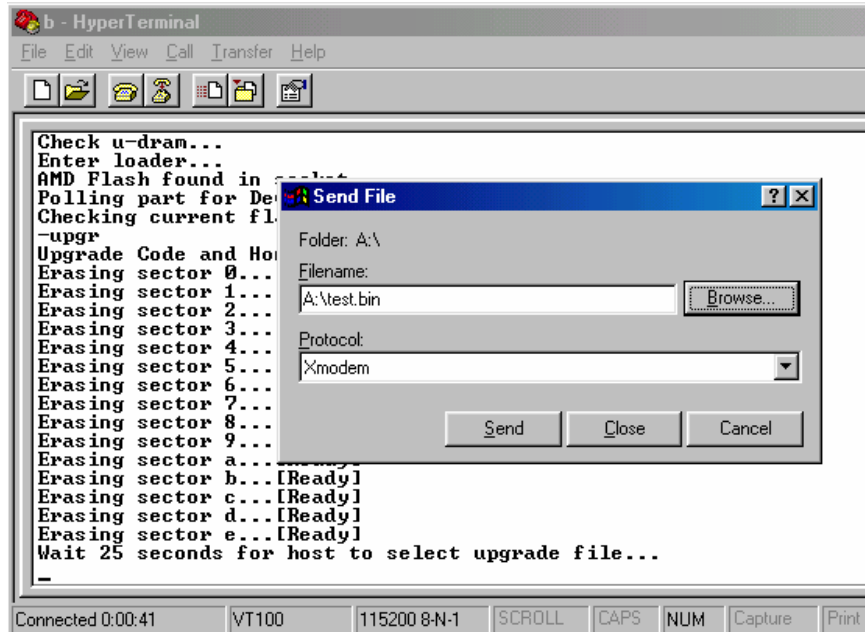 b - HyperTerminal
File Edit View Call Transfer Help
Check u-dram...
Enter loader...
AMD Flash found in socket
Polling part for De
Checking current fl
-upgr
Upgrade Code and Ho
Erasing sector 0...
Erasing sector 1...
Erasing sector 2...
Erasing sector 3...
Erasing sector 4...
Erasing sector 5...
Erasing sector 6...
Erasing sector 7...
Erasing sector 8...
Erasing sector 9...
Erasing sector a...[Ready]
Erasing sector b...[Ready]
Erasing sector c...[Ready]
Erasing sector d...[Ready]
Erasing sector e...[Ready]
Wait 25 seconds for host to select upgrade file...
Send File
Folder: A:\
Filename:
A:\test.bin
Browse...
Protocol:
Xmodem
Send Close Cancel
Connected 0:00:41 VT100 115200 8-N-1 SCROLL CAPS NUM Capture Print